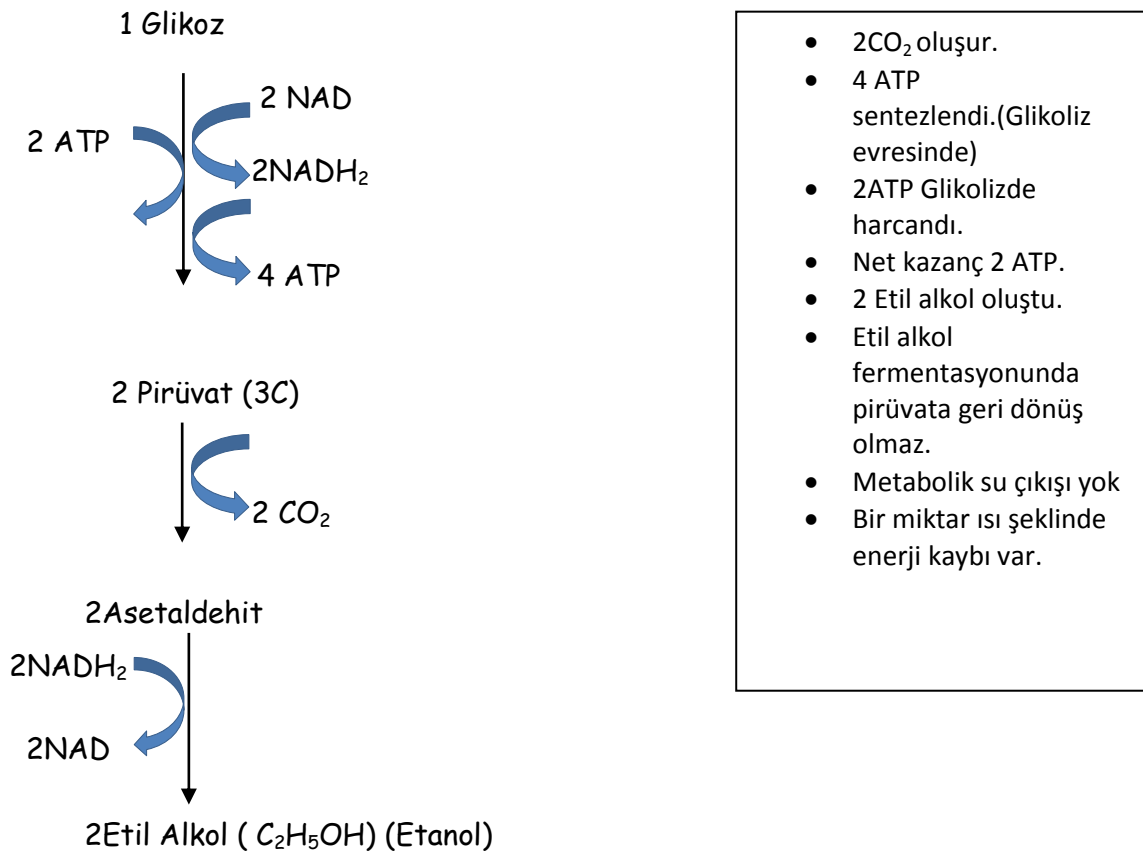 1 Glikoz
2 NAD
2 ATP
2NADH₂
4 ATP
2 Pirüvat (3C)
2 CO₂
2Asetaldehit
2NADH₂
2NAD
2Etil Alkol ( C₂H₅OH) (Etanol)
• 2CO₂ oluşur.
• 4 ATP
sentezlendi.(Glikoliz
evresinde)
• 2ATP Glikolizde
harcandı.
• Net kazanç 2 ATP.
• 2 Etil alkol oluştu.
• Etil alkol
fermentasyonunda
pirüvata geri dönüş
olmaz.
• Metabolik su çıkışı yok
• Bir miktar ısı şeklinde
enerji kaybı var.